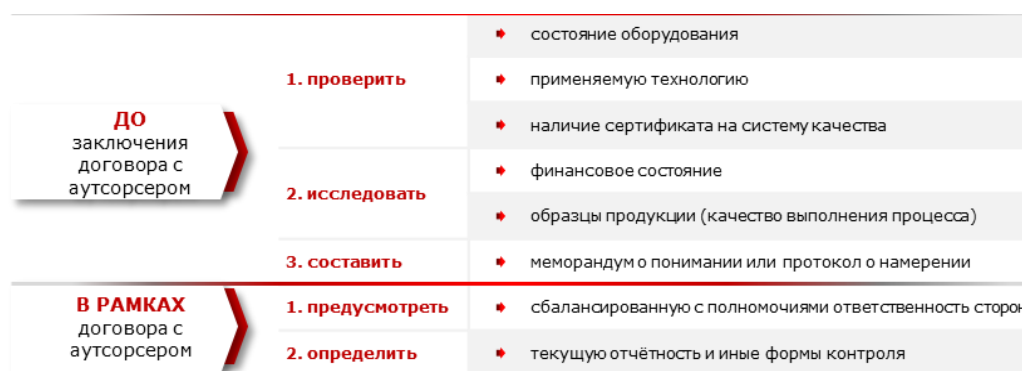 состояние оборудования
1. проверить
применяемую технологию
наличие сертификата на систему качества
ДО
заключения
договора с
аутсорсером
2. исследовать
финансовое состояние
образцы продукции (качество выполнения процесса)
3. составить
меморандум о понимании или протокол о намерении
В РАМКАХ
договора с
аутсорсером
1. предусмотреть
сбалансированную с полномочиями ответственность
2. определить
текущую отчётность и иные формы контроля